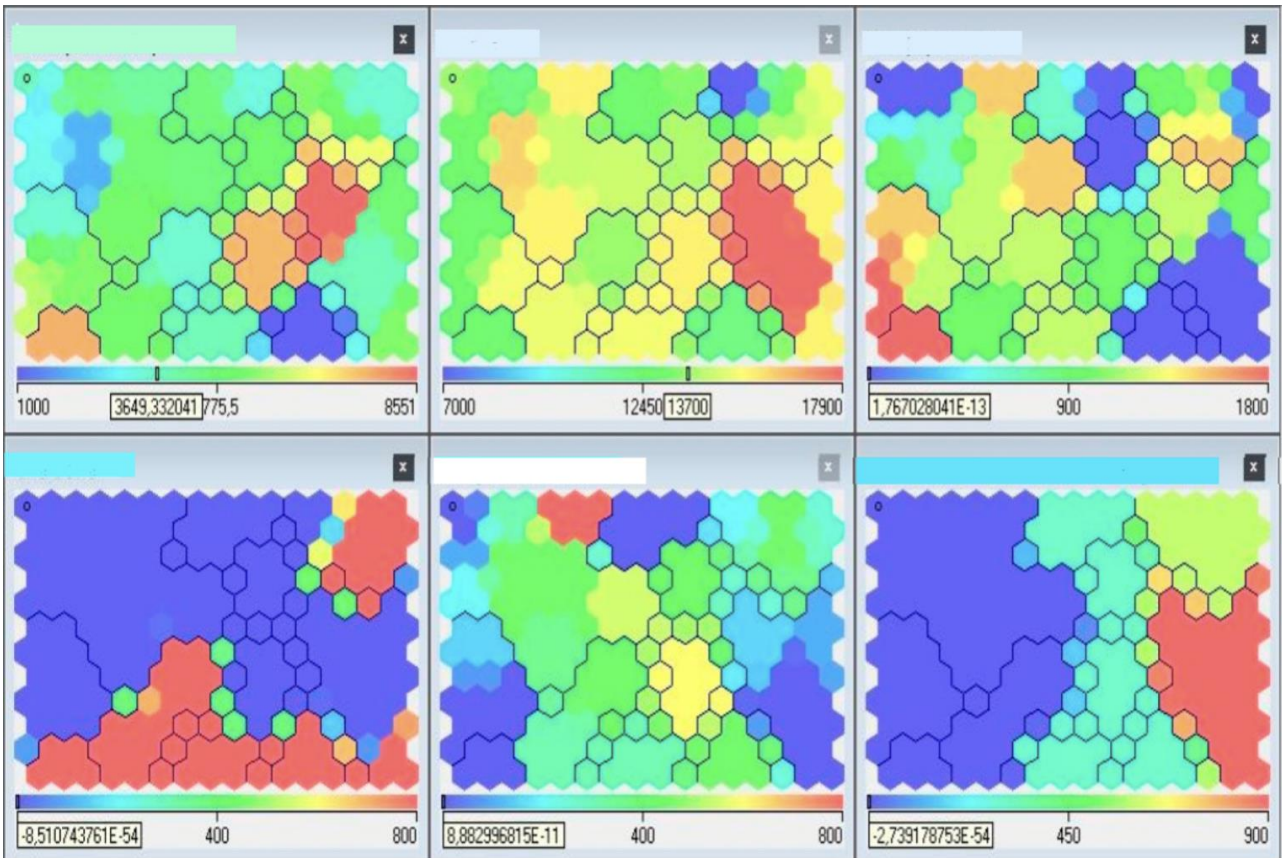 x x x
1000 3649,332041 775,5 8551
7000 12450 13700 17900
1,767028041E-13 900 1800
x x x
-8,510743761E-54 400 800
8,882996815E-11 400 800
-2,739178753E-54 450 900